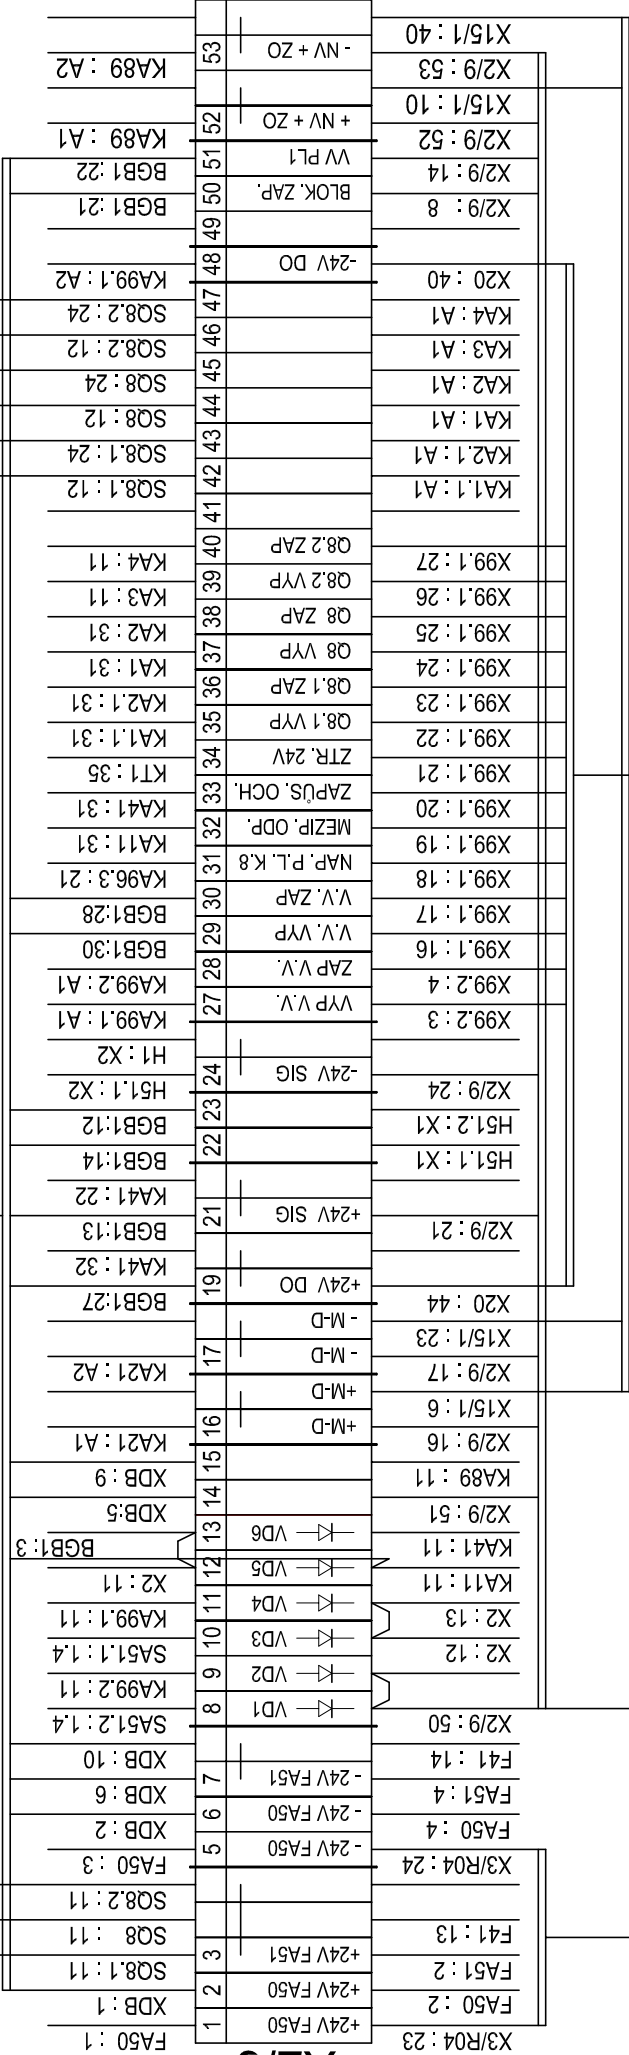 X3/R04 : 23 +24V FA50 1 FA50 : 1
FA50 : 2 +24V FA50 2 XDB : 1
FA51 : 2 +24V FA51 3 SQ8.1 : 11
F41 : 13 SQ8 : 11
SQ8.2 : 11
X3/R04 : 24 - 24V FA50 5 FA50 : 3
FA50 : 4 - 24V FA50 6 XDB : 2
FA51 : 4 - 24V FA51 7 XDB : 6
F41 : 14 XDB : 10
X2/9 : 50 VD1 8 SA51.2 : 1.4
VD2 9 KA99.2 : 11
X2 : 12 VD3 10 SA51.1 : 1.4
X2 : 13 VD4 11 KA99.1 : 11
KA11 : 11 VD5 12 X2 : 11
KA41 : 11 VD6 13 BGB1 : 3
X2/9 : 51 14 XDB:5
KA89 : 11 15 XDB : 9
X2/9 : 16 +M-D 16 KA21 : A1
X15/1 : 6 +M-D
X2/9 : 17 - M-D 17 KA21 : A2
X15/1 : 23 - M-D
X20 : 44 +24V DO 19 BGB1:27
KA41 : 32
X2/9 : 21 +24V SIG 21 BGB1:13
KA41 : 22
H51.1 : X1 22 BGB1:14
H51.2 : X1 23 BGB1:12
X2/9 : 24 -24V SIG 24 H51.1 : X2
H1 : X2
X99.2 : 3 VYP V.V. 27 KA99.1 : A1
X99.2 : 4 ZAP V.V. 28 KA99.2 : A1
X99.1 : 16 V.V. VYP 29 BGB1:30
X99.1 : 17 V.V. ZAP 30 BGB1:28
X99.1 : 18 NAP. P.L. K.8 31 KA96.3 : 21
X99.1 : 19 MEZIP. ODP. 32 KA11 : 31
X99.1 : 20 ZAPŮS. OCH. 33 KA41 : 31
X99.1 : 21 ZTR. 24V 34 KT1 : 35
X99.1 : 22 Q8.1 VYP 35 KA1.1 : 31
X99.1 : 23 Q8.1 ZAP 36 KA2.1 : 31
X99.1 : 24 Q8 VYP 37 KA1 : 31
X99.1 : 25 Q8 ZAP 38 KA2 : 31
X99.1 : 26 Q8.2 VYP 39 KA3 : 11
X99.1 : 27 Q8.2 ZAP 40 KA4 : 11
41
KA1.1 : A1 42 SQ8.1 : 12
KA2.1 : A1 43 SQ8.1 : 24
KA1 : A1 44 SQ8 : 12
KA2 : A1 45 SQ8 : 24
KA3 : A1 46 SQ8.2 : 12
KA4 : A1 47 SQ8.2 : 24
X20 : 40 -24V DO 48 KA99.1 : A2
49
X2/9 : 8 BLOK. ZAP. 50 BGB1 : 21
X2/9 : 14 VV PL1 51 BGB1 : 22
X2/9 : 52 + NV + ZO 52 KA89 : A1
X15/1 : 10
X2/9 : 53 - NV + ZO 53 KA89 : A2
X15/1 : 40